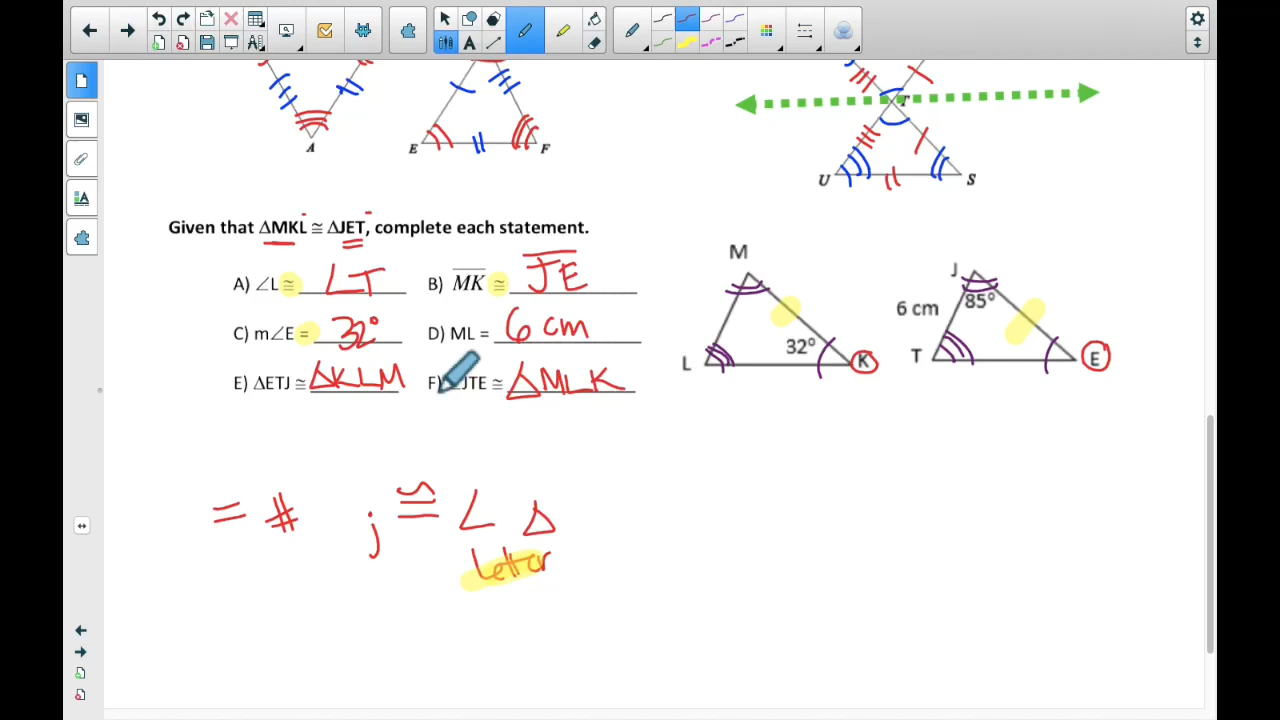 T
A
E F
U S
Given that ΔMKL ≅ ΔJET, complete each statement.
A) ∠L ≅ ∠T B) MK ≅ JE
C) m∠E = 32° D) ML = 6 cm
E) ΔETJ ≅ ΔKLM F) JTE ≅ ΔMLK
M
J
6 cm 85°
32°
L K T E
= # j ≅ ∠ Δ
letter